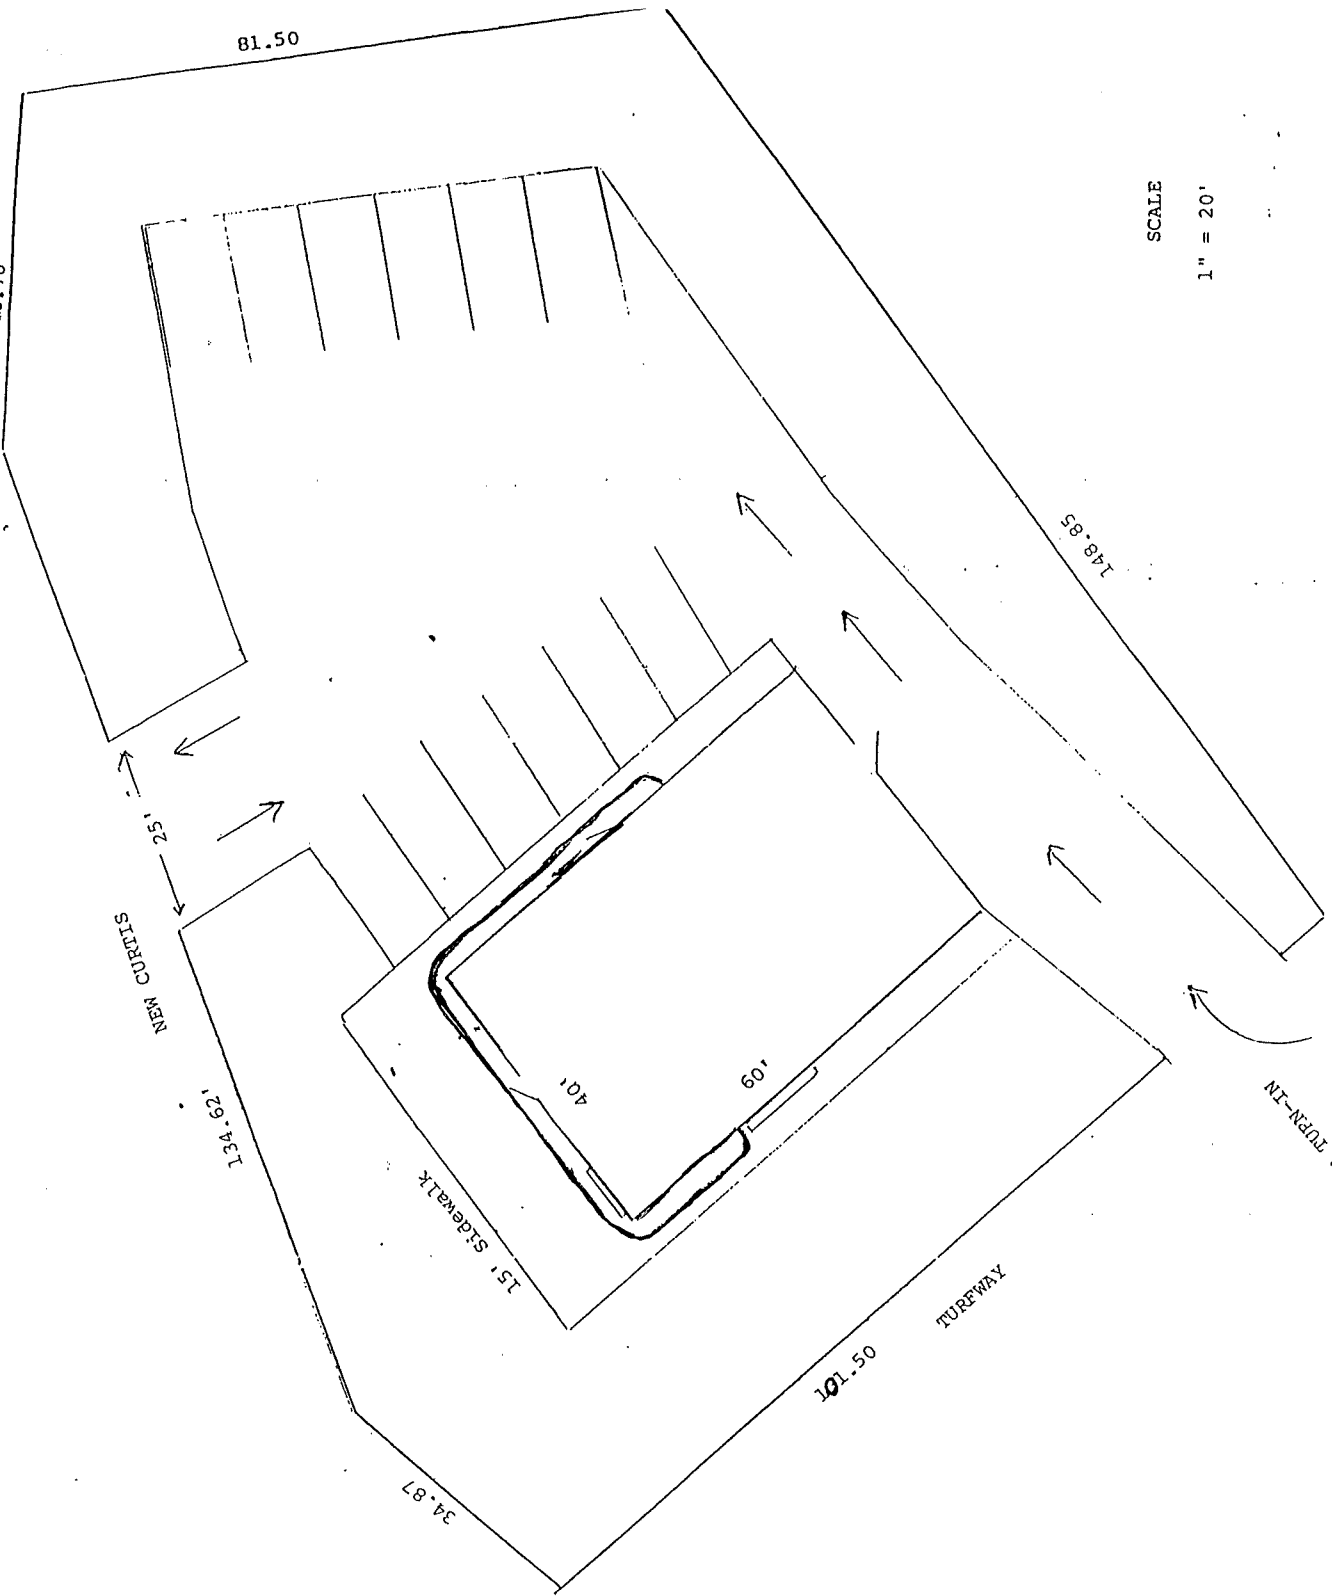 81.50
SCALE
1" = 20'
148.85
25'
NEW CURTIS
134.62'
40'
60'
15' Sidewalk
TURN-IN
TURFWAY
101.50
34.87